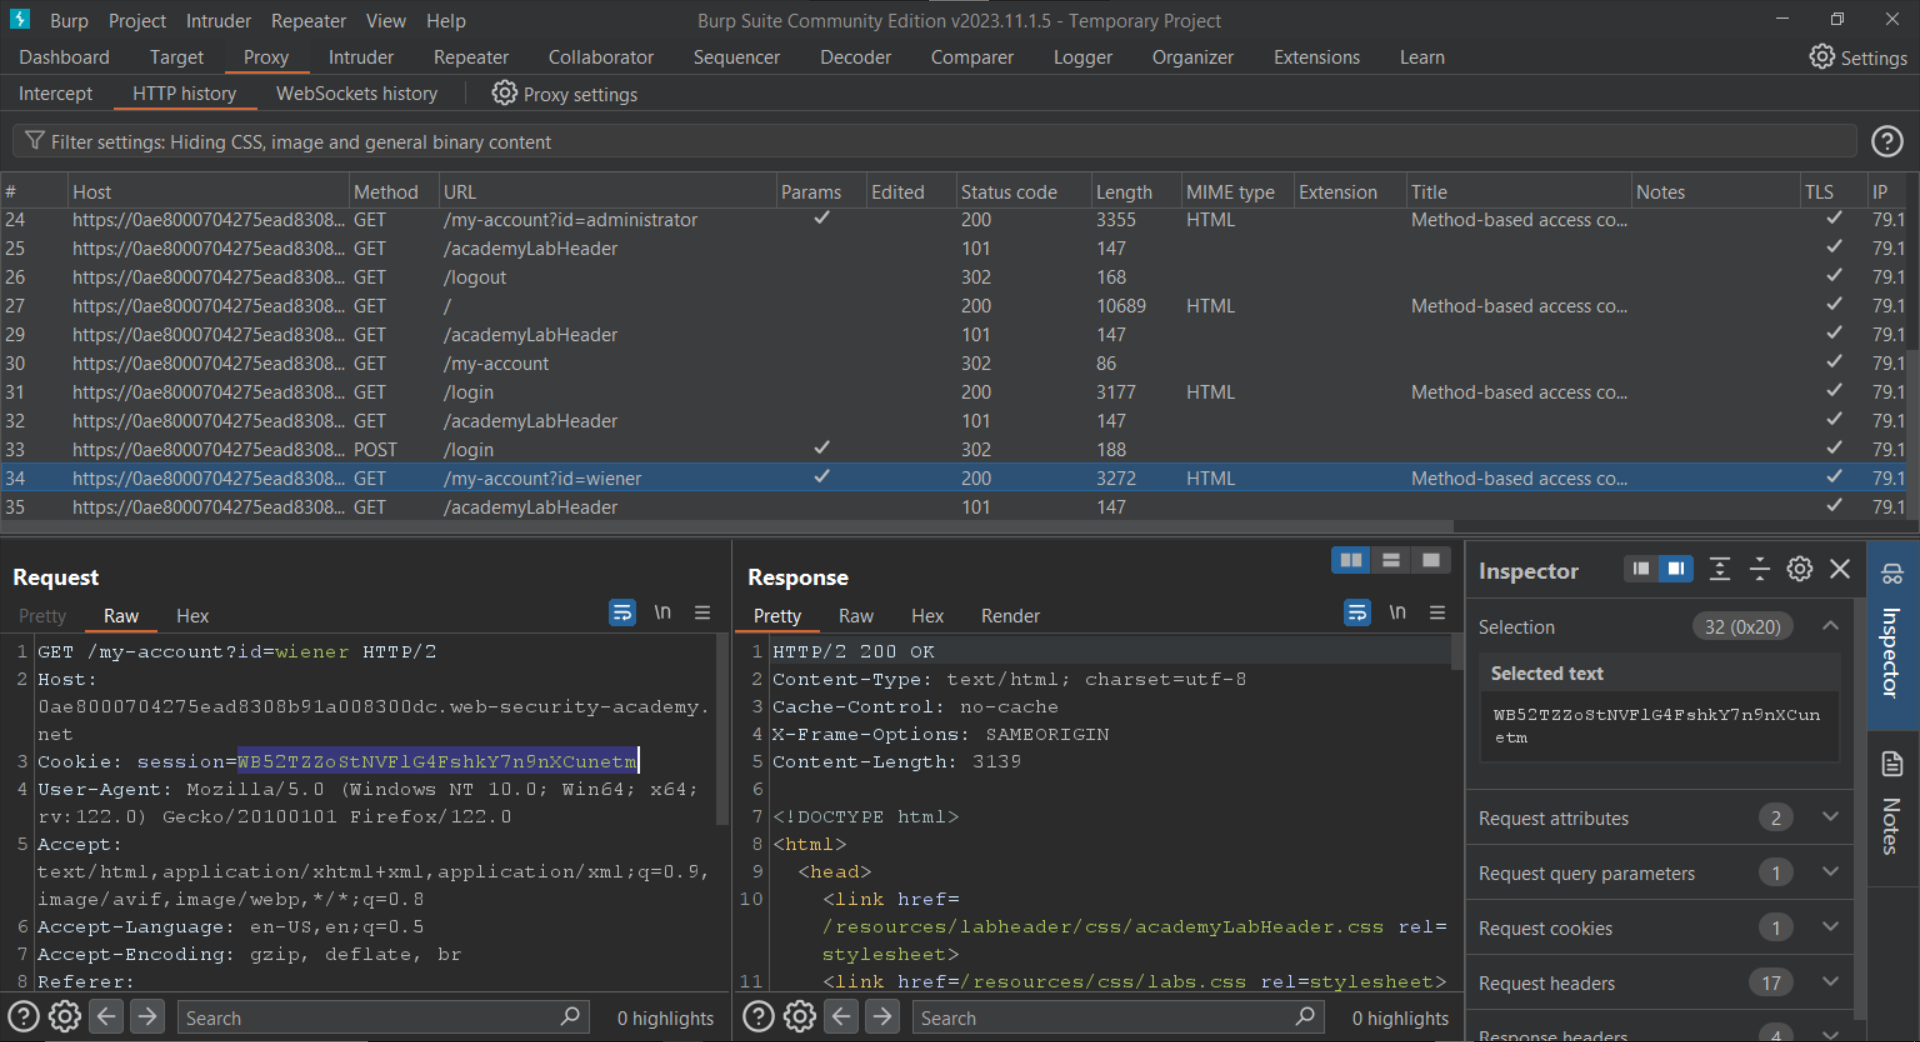 Burp Project Intruder Repeater View Help Burp Suite Community Edition v2023.11.1.5 - Temporary Project
Dashboard Target Proxy Intruder Repeater Collaborator Sequencer Decoder Comparer Logger Organizer Extensions Learn Settings
Intercept HTTP history WebSockets history Proxy settings
Filter settings: Hiding CSS, image and general binary content
# Host Method URL Params Edited Status code Length MIME type Extension Title Notes TLS IP
24 https://0ae8000704275ead8308... GET /my-account?id=administrator ✓ 200 3355 HTML Method-based access co... ✓ 79.1
25 https://0ae8000704275ead8308... GET /academyLabHeader 101 147 ✓ 79.1
26 https://0ae8000704275ead8308... GET /logout 302 168 ✓ 79.1
27 https://0ae8000704275ead8308... GET / 200 10689 HTML Method-based access co... ✓ 79.1
29 https://0ae8000704275ead8308... GET /academyLabHeader 101 147 ✓ 79.1
30 https://0ae8000704275ead8308... GET /my-account 302 86 ✓ 79.1
31 https://0ae8000704275ead8308... GET /login 200 3177 HTML Method-based access co... ✓ 79.1
32 https://0ae8000704275ead8308... GET /academyLabHeader 101 147 ✓ 79.1
33 https://0ae8000704275ead8308... POST /login ✓ 302 188 ✓ 79.1
34 https://0ae8000704275ead8308... GET /my-account?id=wiener ✓ 200 3272 HTML Method-based access co... ✓ 79.1
35 https://0ae8000704275ead8308... GET /academyLabHeader 101 147 ✓ 79.1
Request
Pretty Raw Hex \n
1 GET /my-account?id=wiener HTTP/2
2 Host:
0ae8000704275ead8308b91a008300dc.web-security-academy.
net
3 Cookie: session=WB52TZZoStNVFlG4FshkY7n9nXCunetm
4 User-Agent: Mozilla/5.0 (Windows NT 10.0; Win64; x64;
rv:122.0) Gecko/20100101 Firefox/122.0
5 Accept:
text/html,application/xhtml+xml,application/xml;q=0.9,
image/avif,image/webp,*/*;q=0.8
6 Accept-Language: en-US,en;q=0.5
7 Accept-Encoding: gzip, deflate, br
8 Referer:
Search 0 highlights
Response
Pretty Raw Hex Render \n
1 HTTP/2 200 OK
2 Content-Type: text/html; charset=utf-8
3 Cache-Control: no-cache
4 X-Frame-Options: SAMEORIGIN
5 Content-Length: 3139
6
7 <!DOCTYPE html>
8 <html>
9 <head>
10 <link href=
/resources/labheader/css/academyLabHeader.css rel=
stylesheet>
11 <link href=/resources/css/labs.css rel=stylesheet>
Search 0 highlights
Inspector
Selection 32 (0x20)
Selected text
WB52TZZoStNVFlG4FshkY7n9nXCun
etm
Request attributes 2
Request query parameters 1
Request cookies 1
Request headers 17
Response headers 4
Inspector
Notes